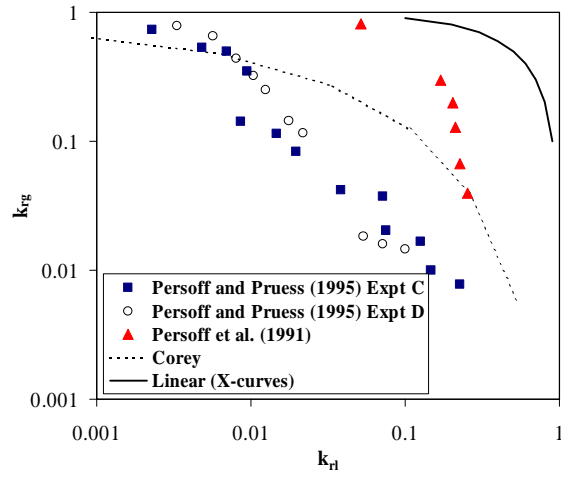 1
0.1
0.01
0.001
k_rg
Persoff and Pruess (1995) Expt C
Persoff and Pruess (1995) Expt D
Persoff et al. (1991)
Corey
Linear (X-curves)
0.001
0.01
0.1
1
k_rl